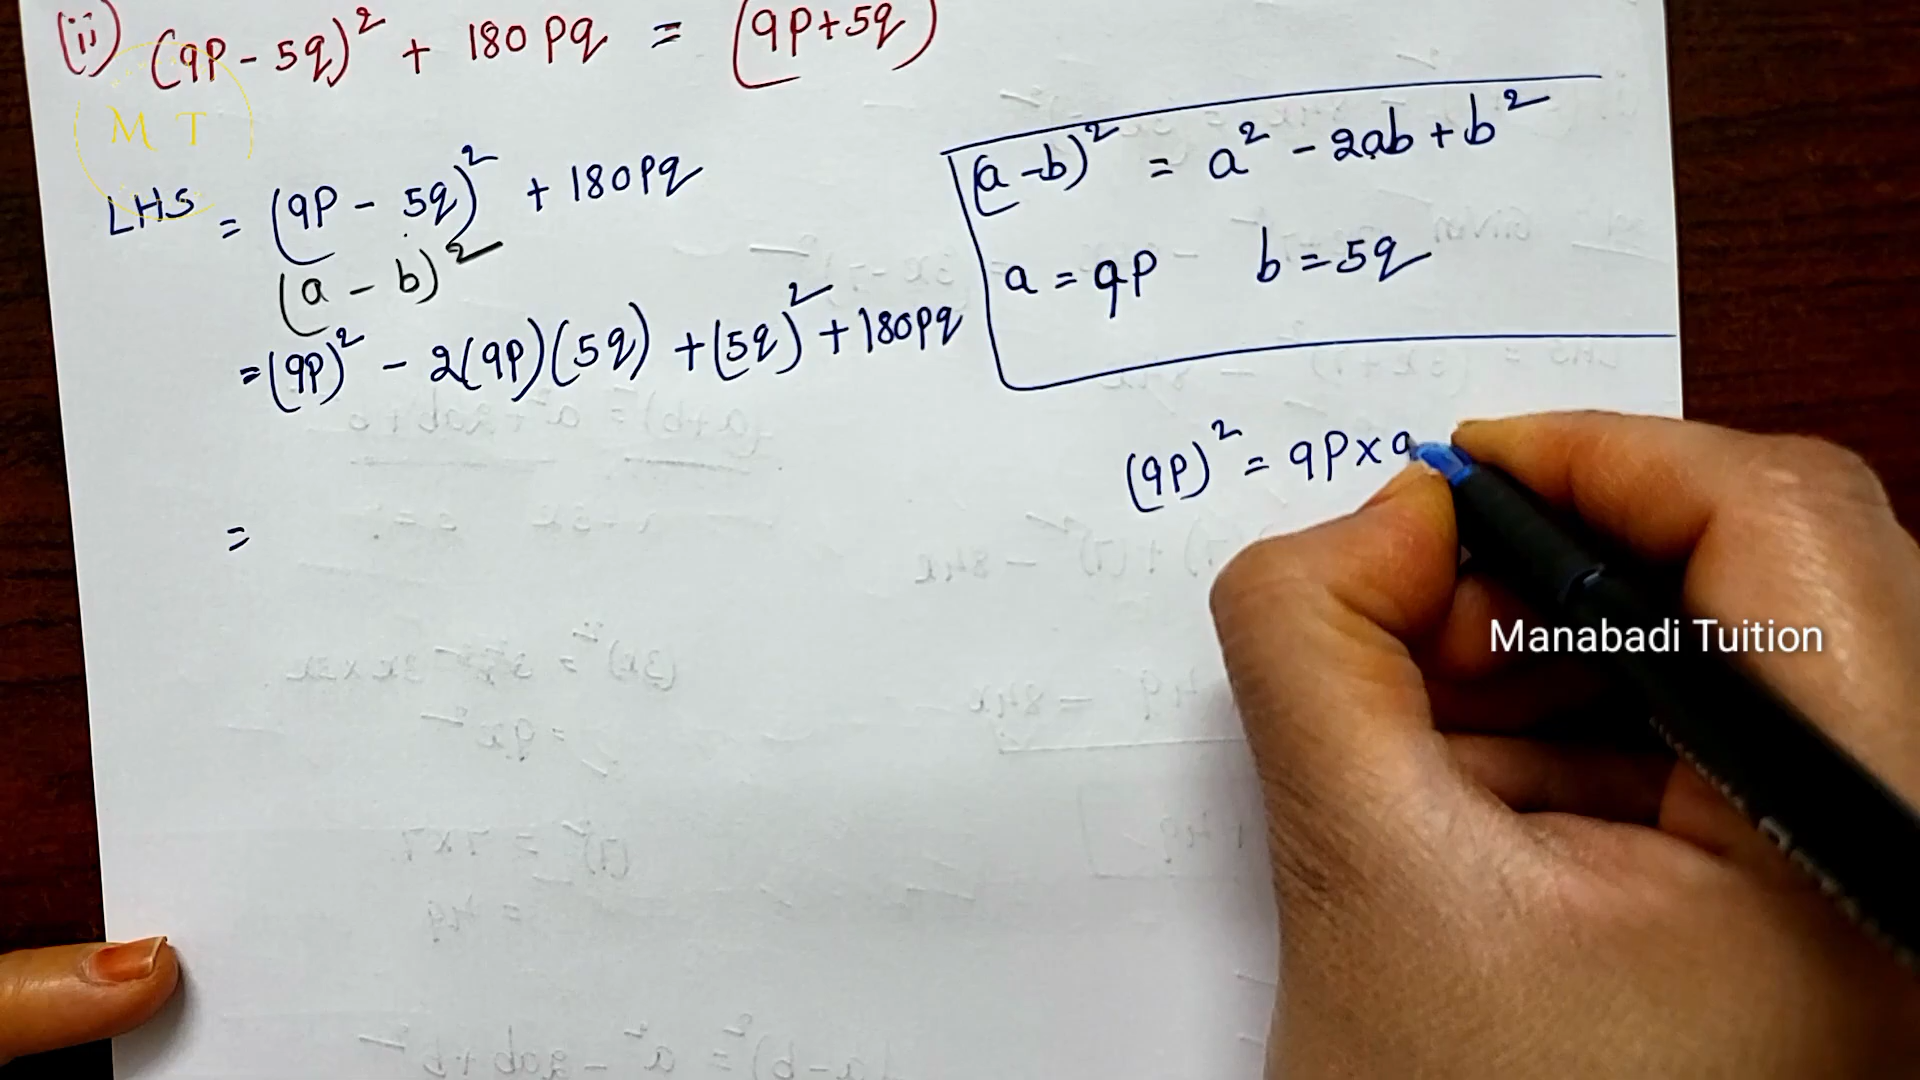 (ii) (9p - 5q)² + 180pq = (9p+5q)
M T
LHS = (9p - 5q)² + 180pq
(a - b)²
= (9p)² - 2(9p)(5q) + (5q)² + 180pq
=
(a-b)² = a² - 2ab + b²
a = 9p b = 5q
(9p)² = 9p × 9
Manabadi Tuition